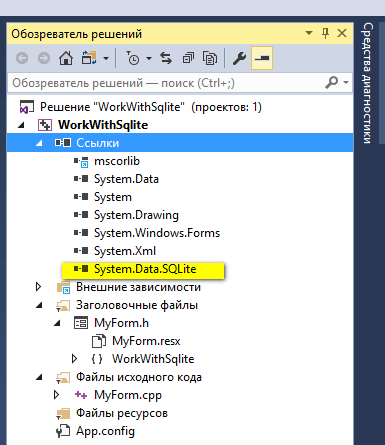 Обозреватель решений
Обозреватель решений — поиск (Ctrl+;)
Решение "WorkWithSqlite" (проектов: 1)
WorkWithSqlite
Ссылки
mscorlib
System.Data
System
System.Drawing
System.Windows.Forms
System.Xml
System.Data.SQLite
Внешние зависимости
Заголовочные файлы
MyForm.h
MyForm.resx
{ } WorkWithSqlite
Файлы исходного кода
++ MyForm.cpp
Файлы ресурсов
App.config
Средства диагностики